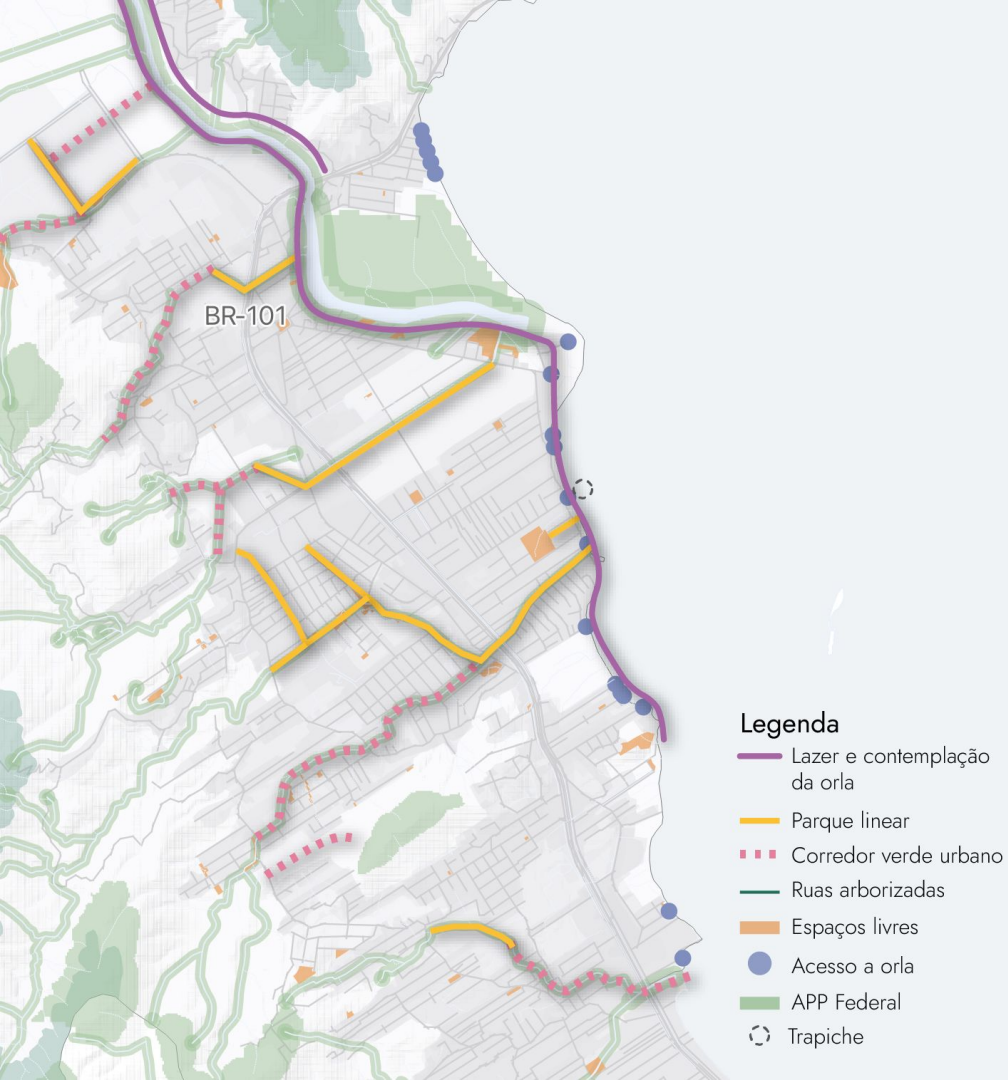 BR-101
Legenda
Lazer e contemplação
da orla
Parque linear
Corredor verde urbano
Ruas arborizadas
Espaços livres
Acesso a orla
APP Federal
Trapiche